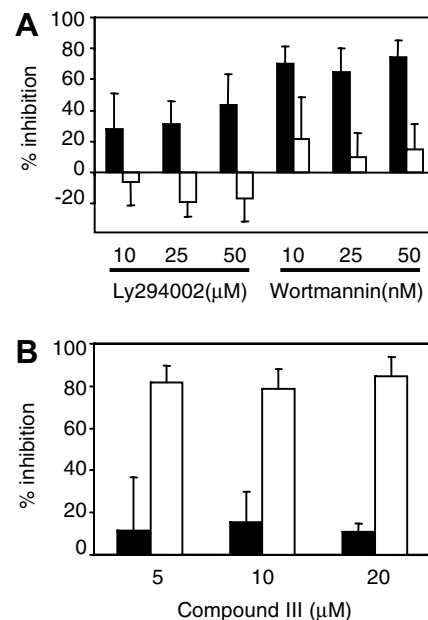 A
100
80
60
40
20
0
-20
% inhibition
10 25 50 10 25 50
Ly294002(μM) Wortmannin(nM)
B
100
80
60
40
20
0
% inhibition
5 10 20
Compound III (μM)